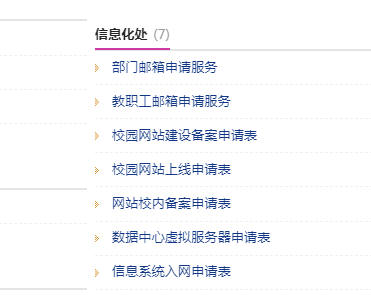 信息化处 (7)
部门邮箱申请服务
教职工邮箱申请服务
校园网站建设备案申请表
校园网站上线申请表
网站校内备案申请表
数据中心虚拟服务器申请表
信息系统入网申请表